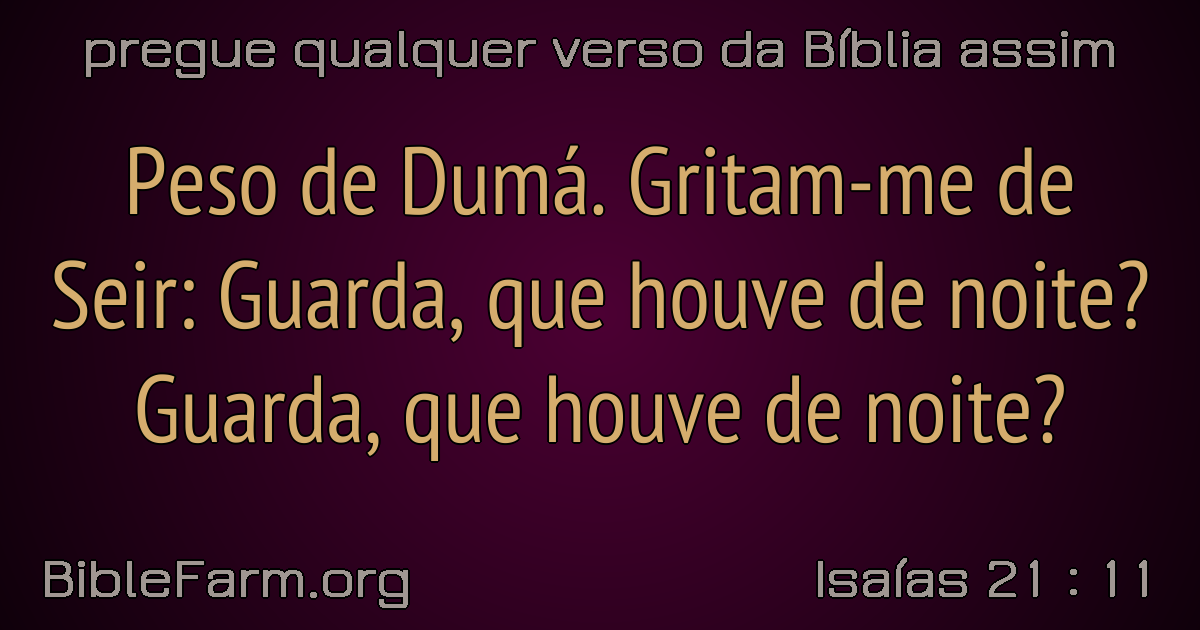 pregue qualquer verso da Bíblia assim
Peso de Dumá. Gritam-me de
Seir: Guarda, que houve de noite?
Guarda, que houve de noite?
BibleFarm.org
Isaías 21 : 11